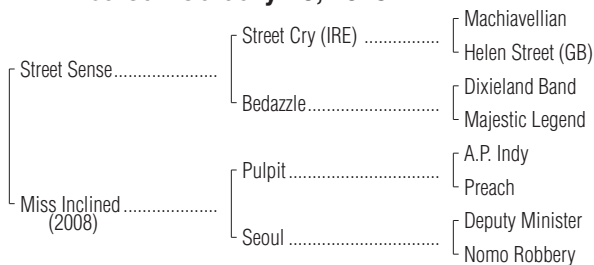 Machiavellian
Street Cry (IRE) ..................
Helen Street (GB)
Street Sense.........................
Dixieland Band
Bedazzle................................
Majestic Legend
A.P. Indy
Pulpit.....................................
Preach
Miss Inclined.......................
(2008)
Deputy Minister
Seoul .....................................
Nomo Robbery